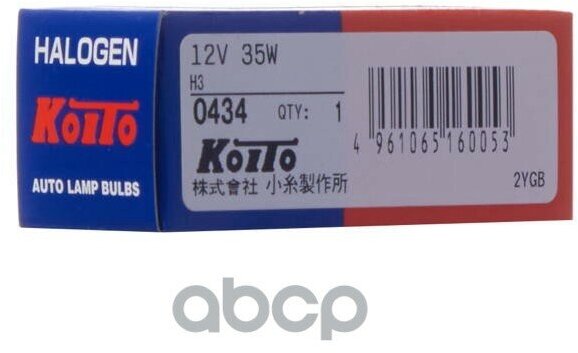 HALOGEN
KOITO
AUTO LAMP BULBS
12V 35W
H3
0434 QTY: 1
KOITO
株式會社 小糸製作所
4 961065 160053
2YGB
abcp